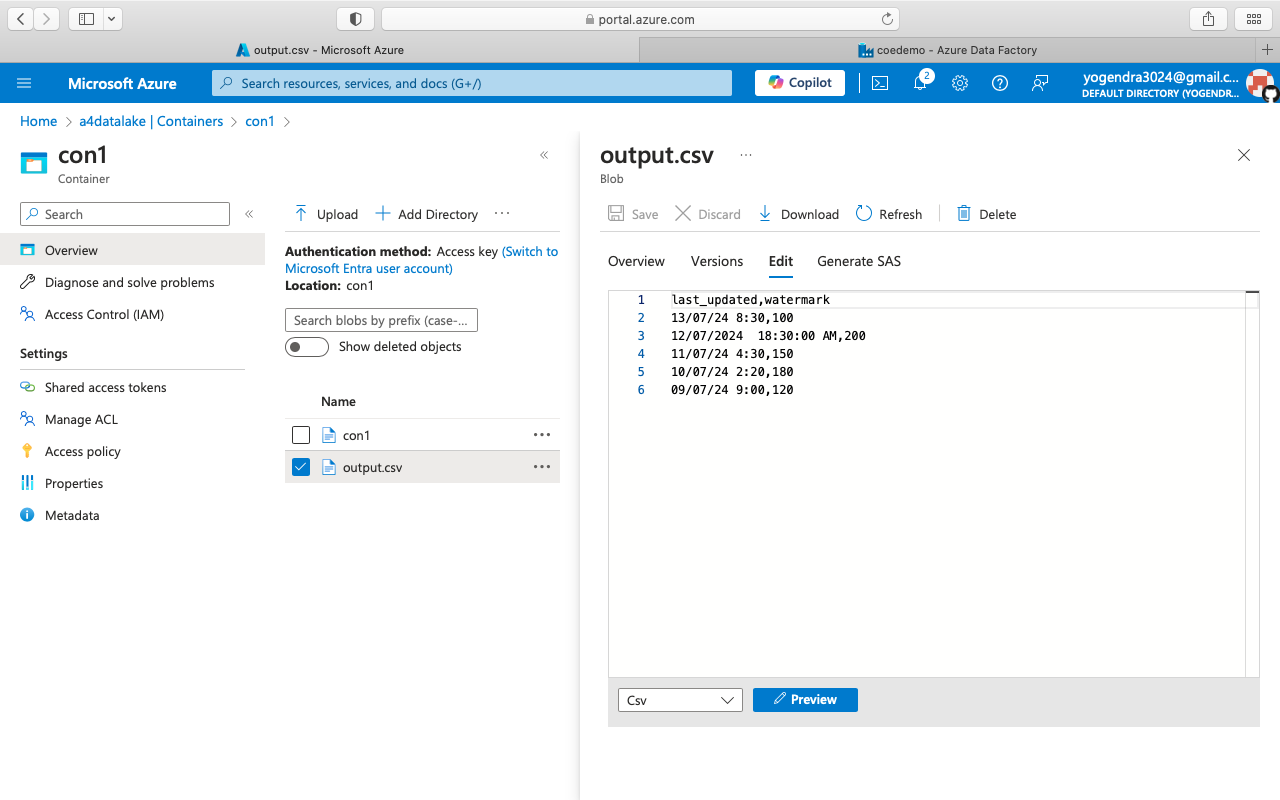 portal.azure.com
output.csv - Microsoft Azure
coedemo - Azure Data Factory
Microsoft Azure
Search resources, services, and docs (G+/)
Copilot
2
yogendra3024@gmail.c...
DEFAULT DIRECTORY (YOGENDR...
Home > a4datalake | Containers > con1 >
con1
Container
Search
Overview
Diagnose and solve problems
Access Control (IAM)
Settings
Shared access tokens
Manage ACL
Access policy
Properties
Metadata
Upload
Add Directory
Authentication method: Access key (Switch to
Microsoft Entra user account)
Location: con1
Search blobs by prefix (case-...
Show deleted objects
Name
con1
output.csv
output.csv
Blob
Save
Discard
Download
Refresh
Delete
Overview
Versions
Edit
Generate SAS
1 last_updated,watermark
2 13/07/24 8:30,100
3 12/07/2024  18:30:00 AM,200
4 11/07/24 4:30,150
5 10/07/24 2:20,180
6 09/07/24 9:00,120
Csv
Preview